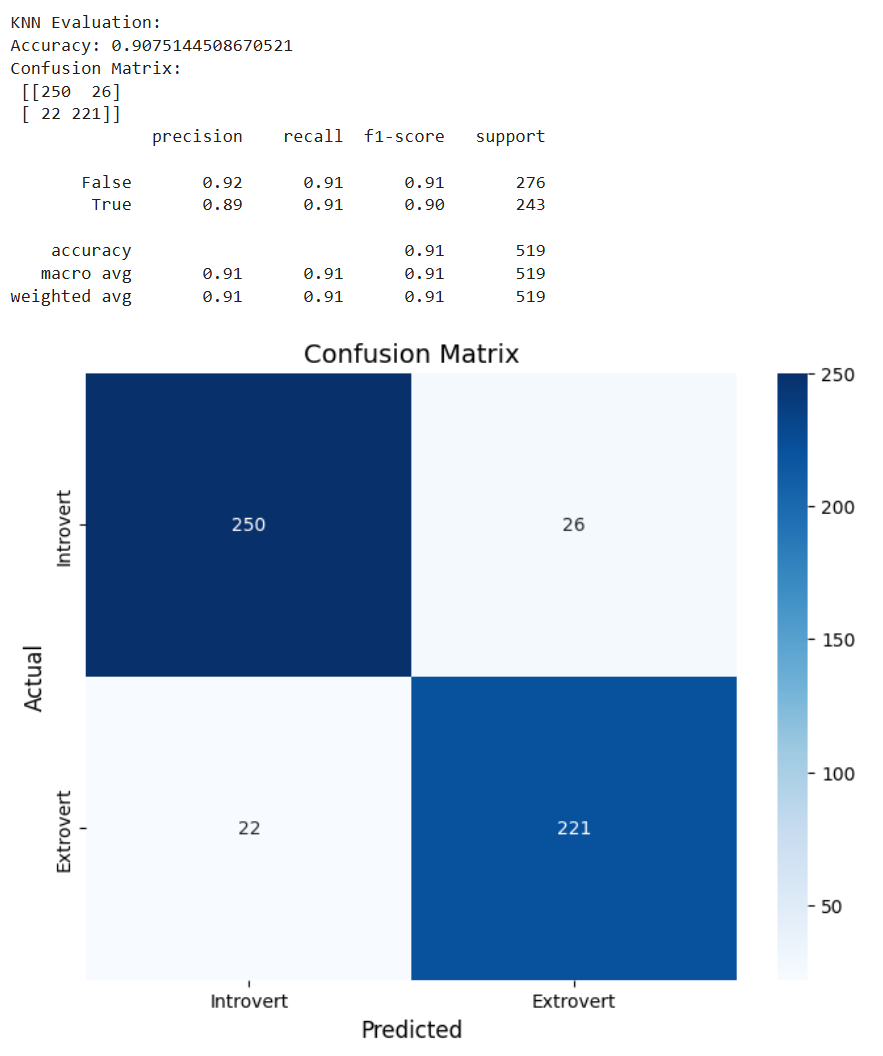 KNN Evaluation:
Accuracy: 0.9075144508670521
Confusion Matrix:
[[250  26]
[ 22 221]]
precision    recall  f1-score   support
False       0.92      0.91      0.91       276
True       0.89      0.91      0.90       243
accuracy                           0.91       519
macro avg       0.91      0.91      0.91       519
weighted avg       0.91      0.91      0.91       519
Confusion Matrix
250
26
22
221
Introvert
Extrovert
Actual
Introvert
Extrovert
Predicted
250
200
150
100
50